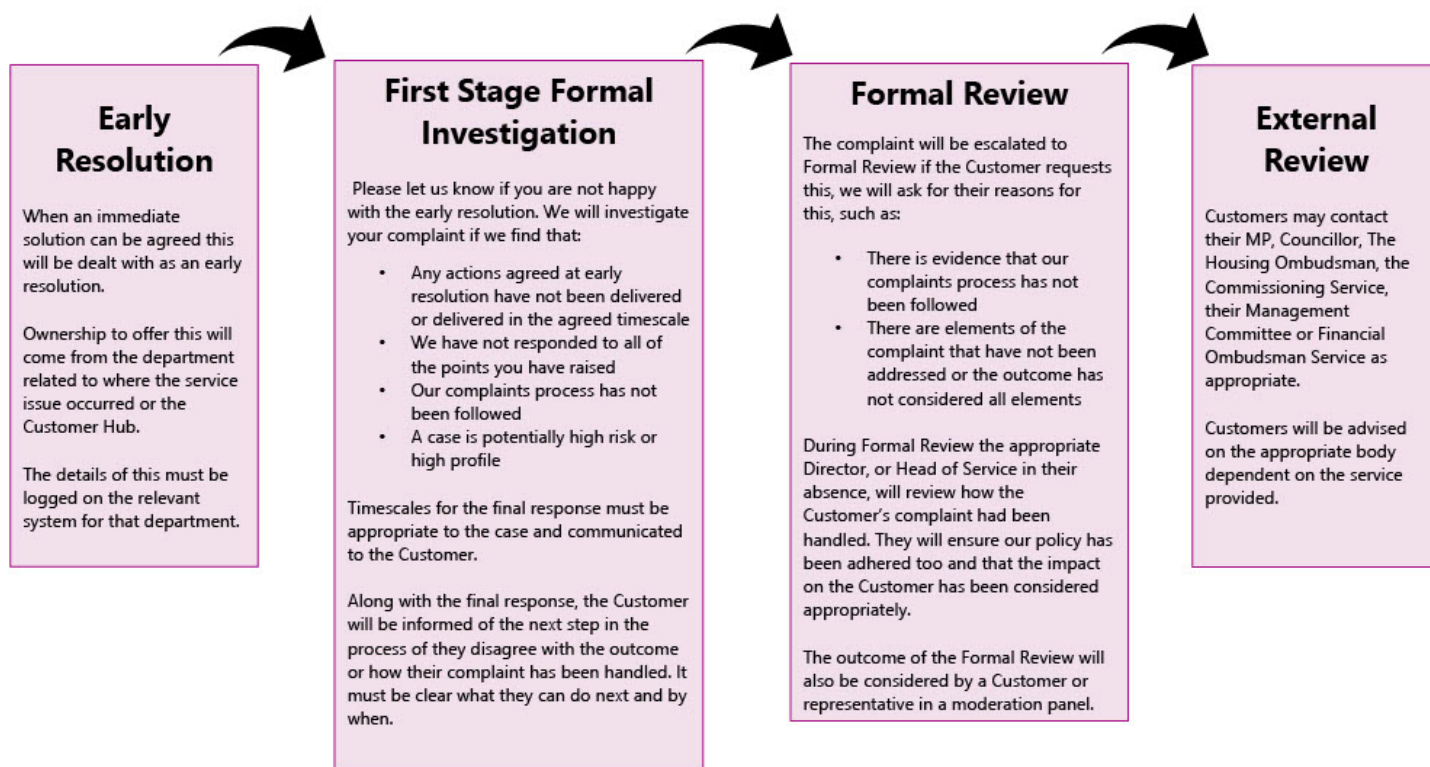 Early
Resolution
When an immediate
solution can be agreed this
will be dealt with as an early
resolution.
Ownership to offer this will
come from the department
related to where the service
issue occurred or the
Customer Hub.
The details of this must be
logged on the relevant
system for that department.
First Stage Formal
Investigation
Please let us know if you are not happy
with the early resolution. We will investigate
your complaint if we find that:
• Any actions agreed at early
resolution have not been delivered
or delivered in the agreed timescale
• We have not responded to all of
the points you have raised
• Our complaints process has not
been followed
• A case is potentially high risk or
high profile
Timescales for the final response must be
appropriate to the case and communicated
to the Customer.
Along with the final response, the Customer
will be informed of the next step in the
process of they disagree with the outcome
or how their complaint has been handled. It
must be clear what they can do next and by
when.
Formal Review
The complaint will be escalated to
Formal Review if the Customer requests
this, we will ask for their reasons for
this, such as:
• There is evidence that our
complaints process has not
been followed
• There are elements of the
complaint that have not been
addressed or the outcome has
not considered all elements
During Formal Review the appropriate
Director, or Head of Service in their
absence, will review how the
Customer's complaint had been
handled. They will ensure our policy has
been adhered too and that the impact
on the Customer has been considered
appropriately.
The outcome of the Formal Review will
also be considered by a Customer or
representative in a moderation panel.
External
Review
Customers may contact
their MP, Councillor, The
Housing Ombudsman, the
Commissioning Service,
their Management
Committee or Financial
Ombudsman Service as
appropriate.
Customers will be advised
on the appropriate body
dependent on the service
provided.